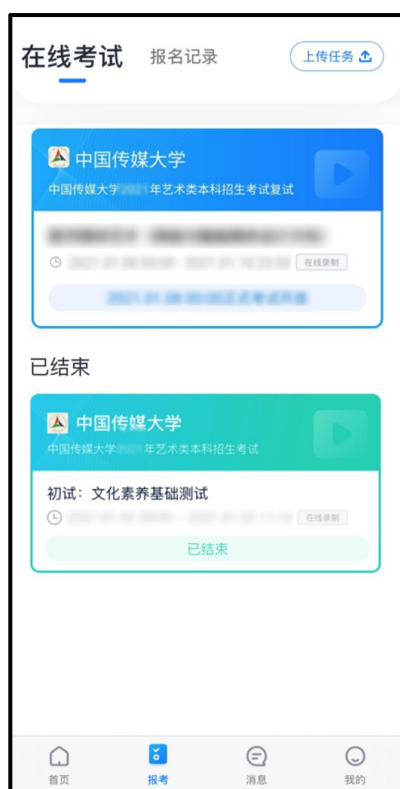 在线考试 报名记录 上传任务
中国传媒大学
中国传媒大学2021年艺术类本科招生考试复试
在线录制
已结束
中国传媒大学
中国传媒大学 年艺术类本科招生考试
初试：文化素养基础测试
在线录制
已结束
首页 报考 消息 我的